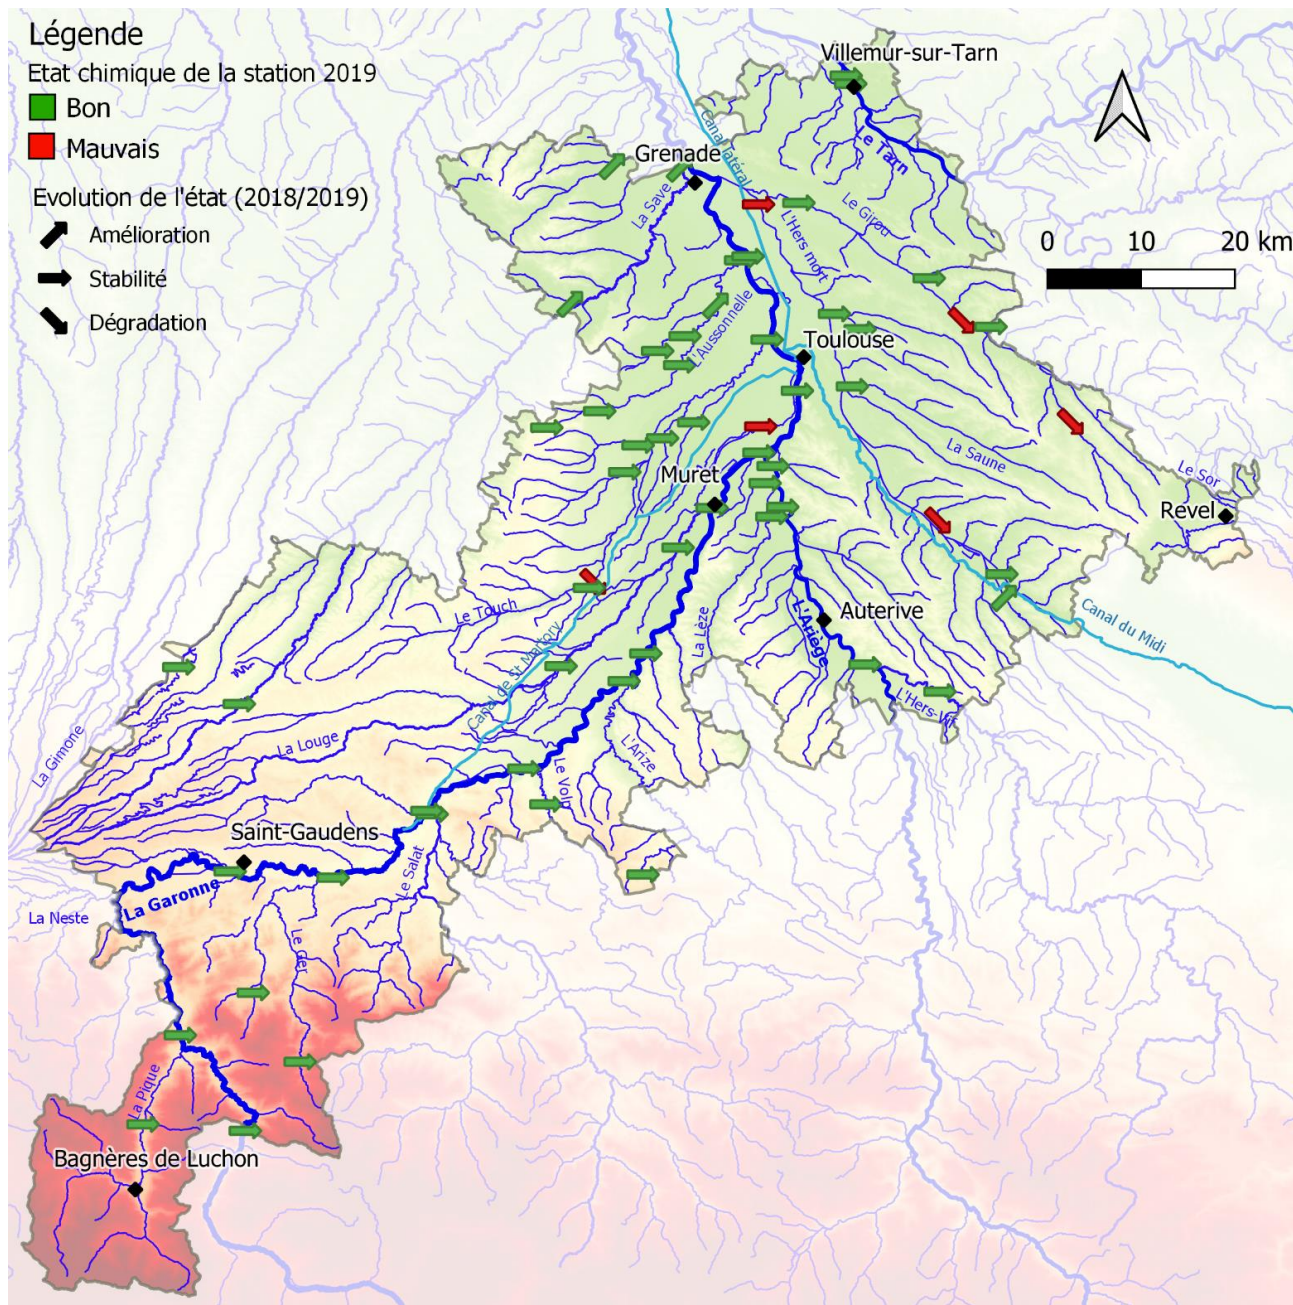 Légende
Etat chimique de la station 2019
Bon
Mauvais
Evolution de l'état (2018/2019)
Amélioration
Stabilité
Dégradation
Villemur-sur-Tarn
Canal latéral
Le Tarn
Grenade
La Save
Le Girou
L'Hers mort
0 10 20 km
L'Aussonnelle
Toulouse
La Saune
Le Sor
Muret
Revel
Le Touch
La Lèze
L'Ariège
Auterive
Canal du Midi
Canal de St Martory
L'Hers-Vif
La Gimone
La Louge
L'Arize
Le Volp
Saint-Gaudens
Le Salat
La Garonne
La Neste
Le Ger
La Pique
Bagnères de Luchon